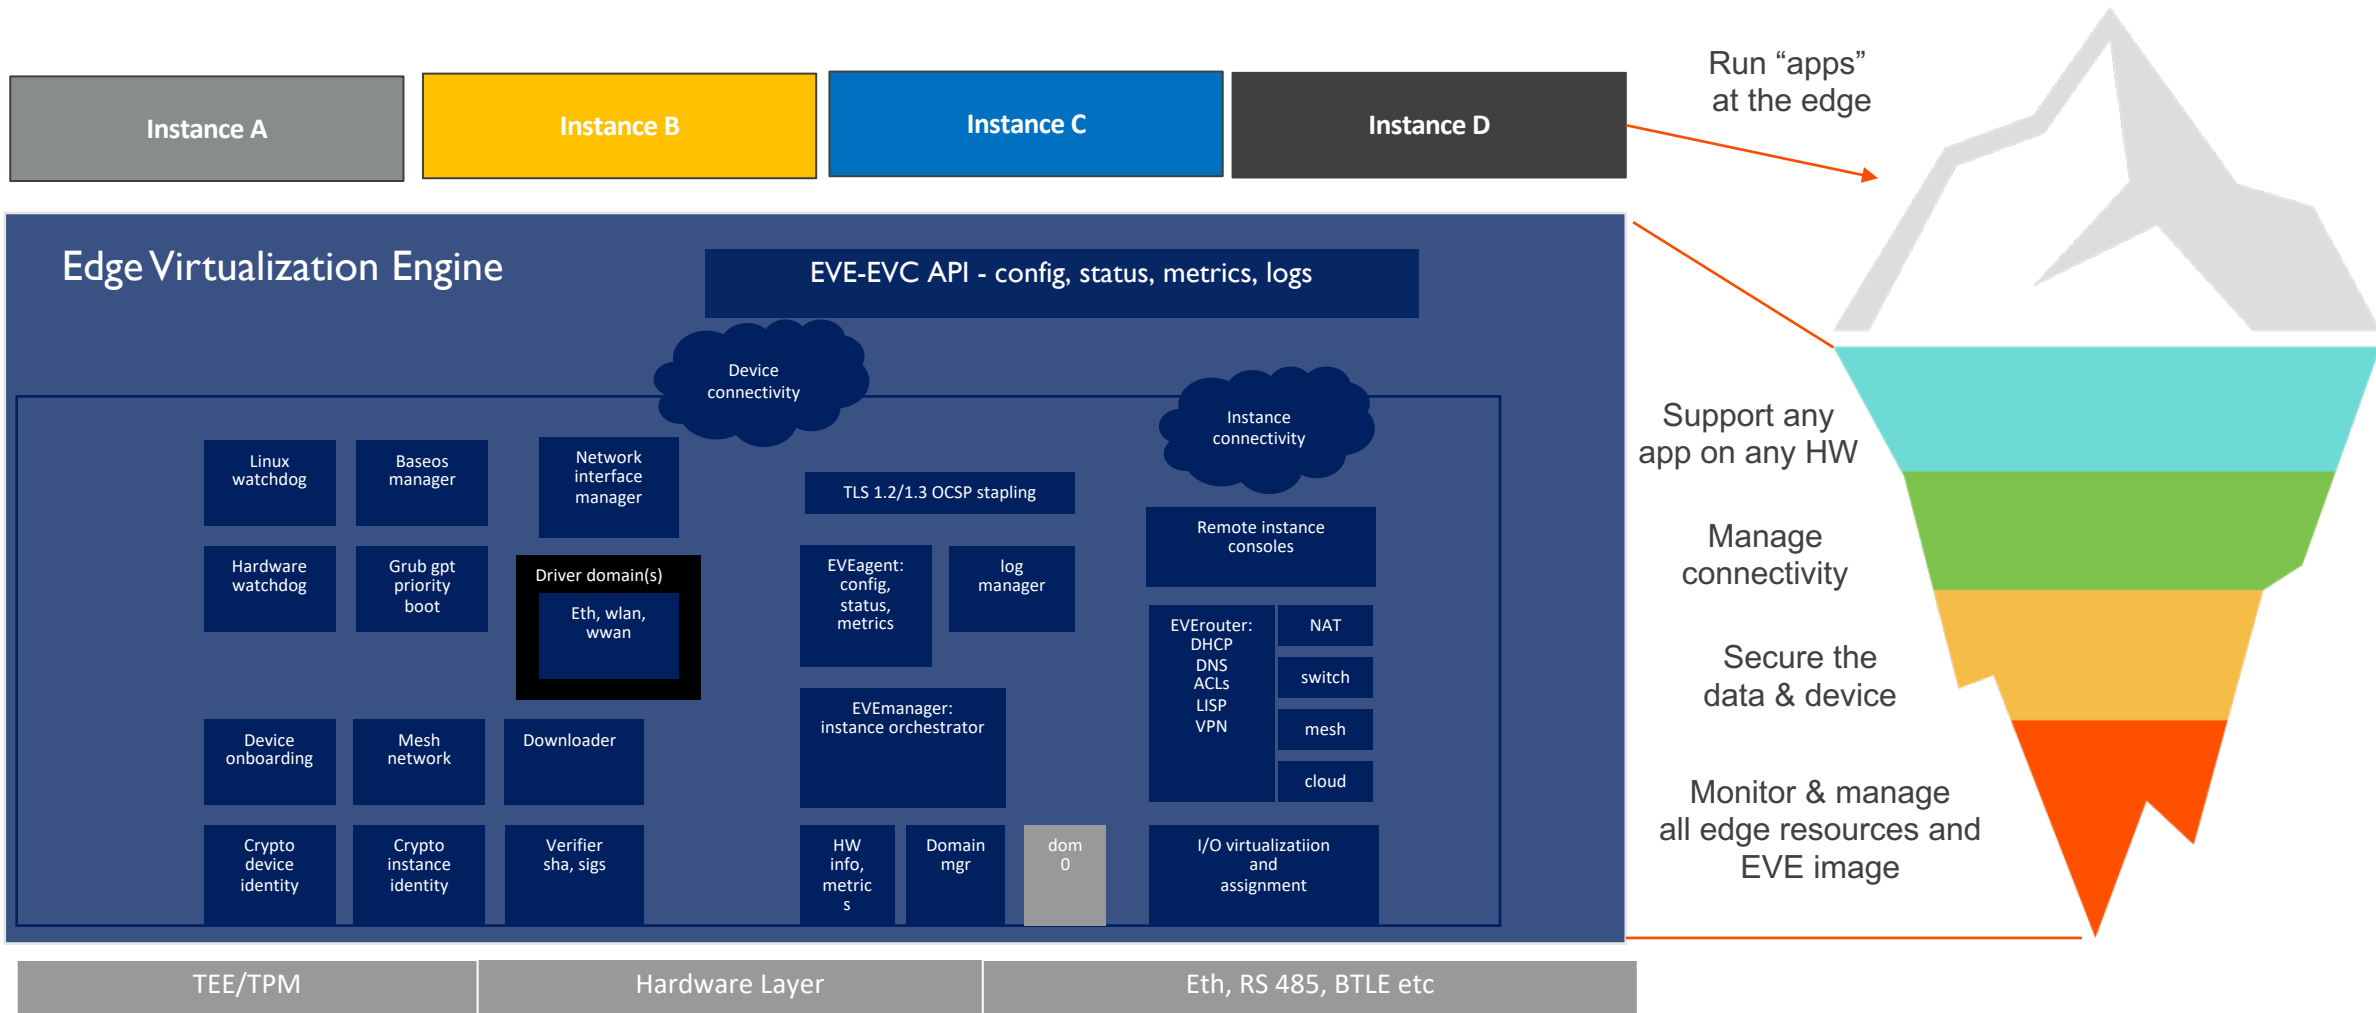 Instance A
Instance B
Instance C
Instance D
Run “apps”
at the edge
Edge Virtualization Engine
EVE-EVC API - config, status, metrics, logs
Device
connectivity
Instance
connectivity
Linux
watchdog
Baseos
manager
Network
interface
manager
TLS 1.2/1.3 OCSP stapling
Remote instance
consoles
Hardware
watchdog
Grub gpt
priority
boot
Driver domain(s)
Eth, wlan,
wwan
EVEagent:
config,
status,
metrics
log
manager
EVErouter:
DHCP
DNS
ACLs
LISP
VPN
NAT
switch
mesh
cloud
EVEmanager:
instance orchestrator
Device
onboarding
Mesh
network
Downloader
Crypto
device
identity
Crypto
instance
identity
Verifier
sha, sigs
HW
info,
metric
s
Domain
mgr
dom
0
I/O virtualizatiion
and
assignment
TEE/TPM
Hardware Layer
Eth, RS 485, BTLE etc
Support any
app on any HW
Manage
connectivity
Secure the
data & device
Monitor & manage
all edge resources and
EVE image